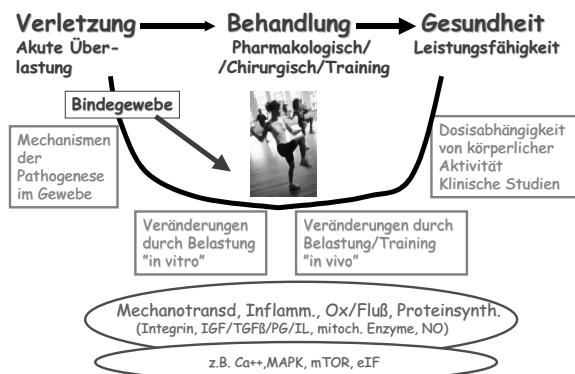 Verletzung
Behandlung
Gesundheit
Akute Über-
lastung
Pharmakologisch/
/Chirurgisch/Training
Leistungsfähigkeit
Bindegewebe
Mechanismen
der
Pathogenese
im Gewebe
Dosisabhängigkeit
von körperlicher
Aktivität
Klinische Studien
Veränderungen
durch Belastung
"in vitro"
Veränderungen durch
Belastung/Training
"in vivo"
Mechanotransd, Inflamm., Ox/Fluß, Proteinsynth.
(Integrin, IGF/TGFß/PG/IL, mitoch. Enzyme, NO)
z.B. Ca++,MAPK, mTOR, eIF